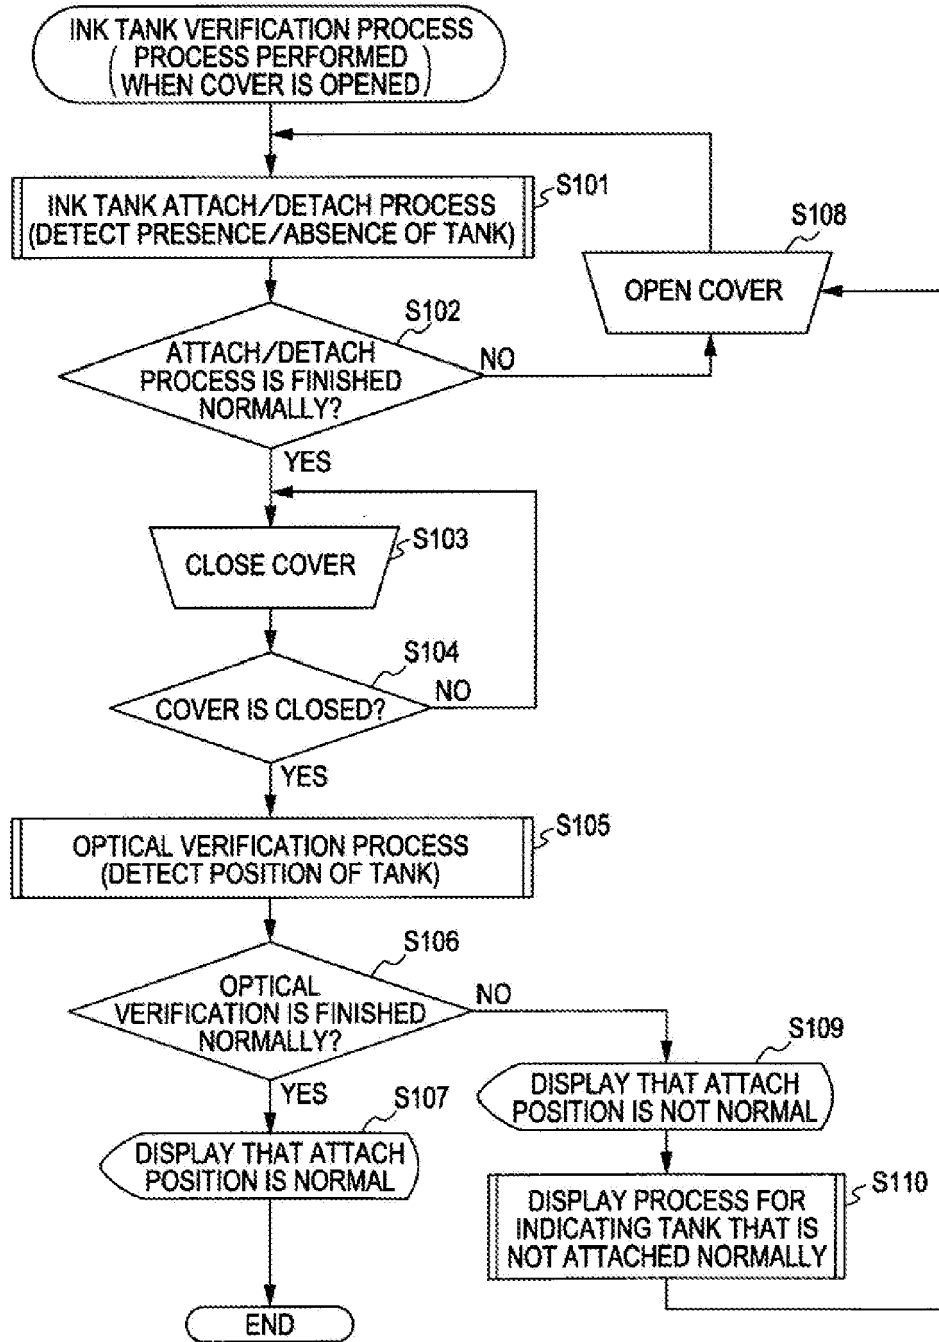 INK TANK VERIFICATION PROCESS
(PROCESS PERFORMED
WHEN COVER IS OPENED)
INK TANK ATTACH/DETACH PROCESS
(DETECT PRESENCE/ABSENCE OF TANK)
S101
S108
OPEN COVER
S102
ATTACH/DETACH
PROCESS IS FINISHED
NORMALLY?
NO
YES
S103
CLOSE COVER
S104
COVER IS CLOSED?
NO
YES
S105
OPTICAL VERIFICATION PROCESS
(DETECT POSITION OF TANK)
S106
OPTICAL
VERIFICATION IS FINISHED
NORMALLY?
NO
YES
S107
DISPLAY THAT ATTACH
POSITION IS NORMAL
S109
DISPLAY THAT ATTACH
POSITION IS NOT NORMAL
S110
DISPLAY PROCESS FOR
INDICATING TANK THAT IS
NOT ATTACHED NORMALLY
END